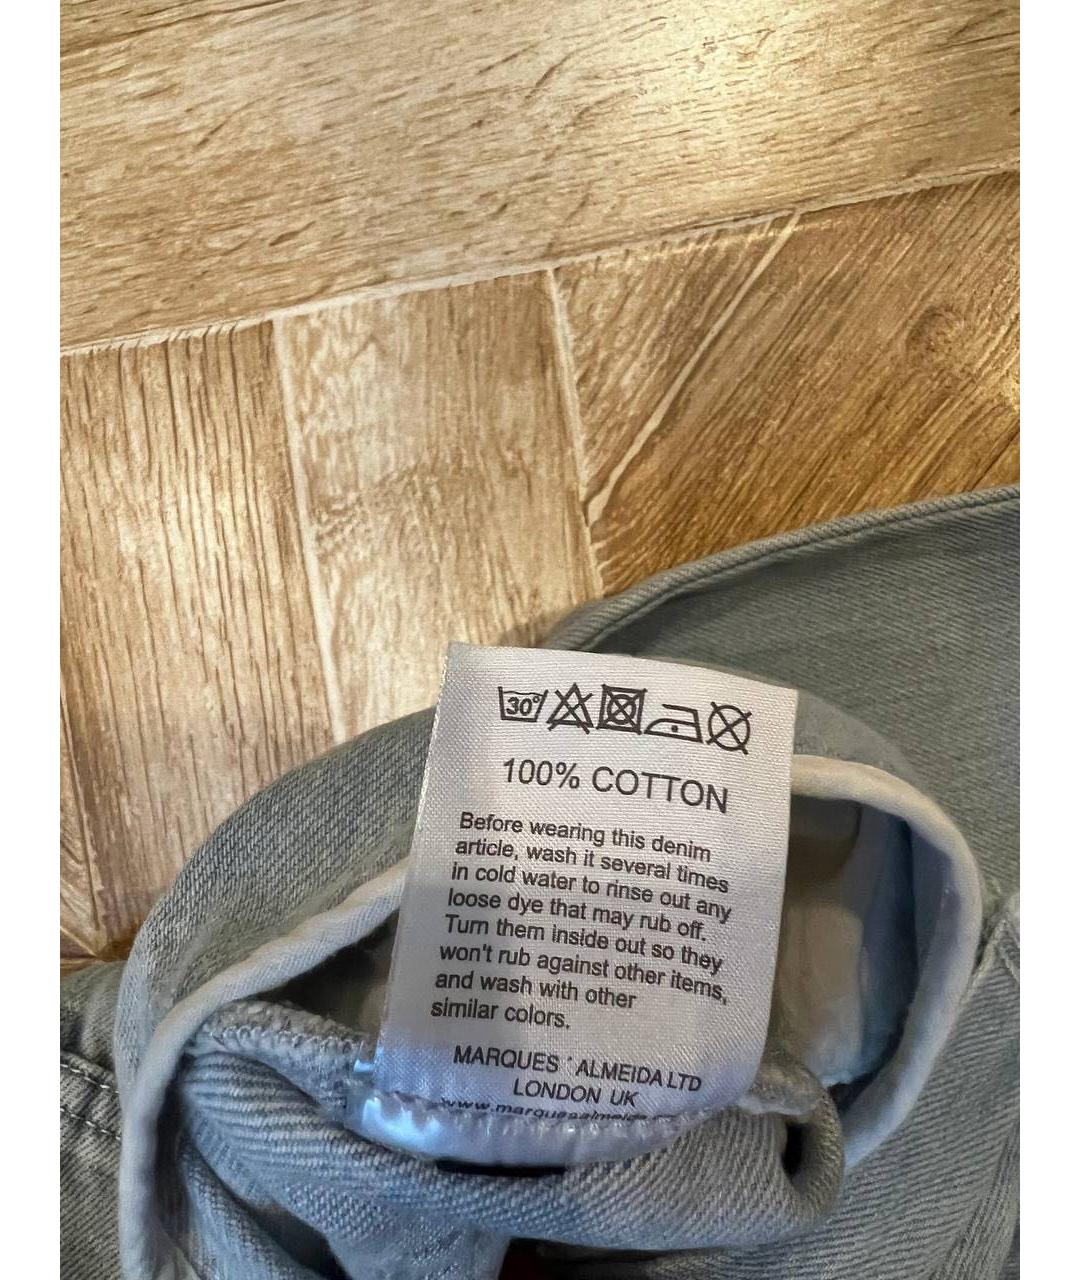 30°
100% COTTON
Before wearing this denim
article, wash it several times
in cold water to rinse out any
loose dye that may rub off.
Turn them inside out so they
won't rub against other items,
and wash with other
similar colors.
MARQUES ' ALMEIDA LTD
LONDON UK